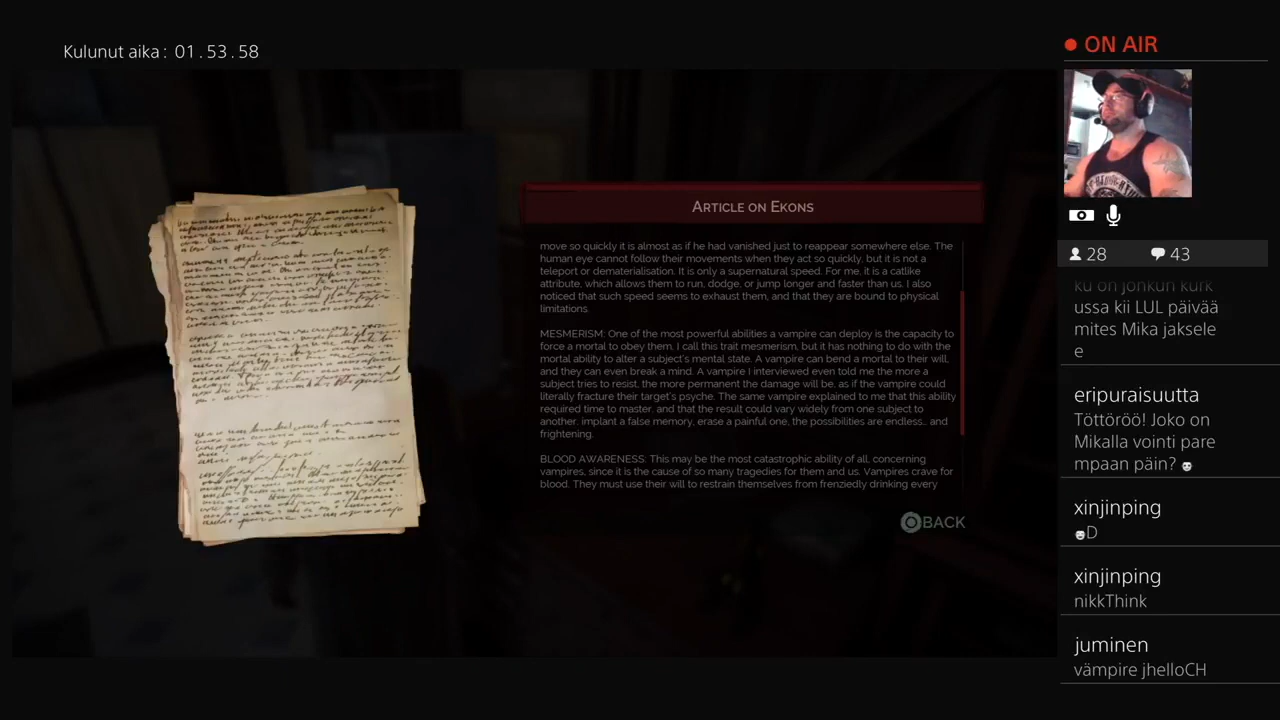 Kulunut aika: 01.53.58
ON AIR
28
43
ARTICLE ON EKONS
move so quickly it is almost as if he had vanished just to reappear somewhere else. The
human eye cannot follow their movements when they act so quickly, but it is not a
teleport or dematerialisation. It is only a supernatural speed. For me, it is a catlike
attribute, which allows them to run, dodge, or jump longer and faster than us. I also
noticed that such speed seems to exhaust them, and that they are bound to physical
limitations.
MESMERISM: One of the most powerful abilities a vampire can deploy is the capacity to
force a mortal to obey them. I call this trait mesmerism, but it has nothing to do with the
mortal ability to alter a subject's mental state. A vampire can bend a mortal to their will,
and they can even break a mind. A vampire I interviewed even told me the more a
subject tries to resist, the more permanent the damage will be, as if the vampire could
literally fracture their target's psyche. The same vampire explained to me that this ability
required time to master, and that the result could vary widely from one subject to
another. implant a false memory, erase a painful one, the possibilities are endless.. and
frightening.
BLOOD AWARENESS: This may be the most catastrophic ability of all, concerning
vampires, since it is the cause of so many tragedies for them and us. Vampires crave for
blood. They must use their will to restrain themselves from frenziedly drinking every
BACK
ku on jonkun kurk
ussa kii LUL päivää
mites Mika jaksele
e
eripuraisuutta
Töttöröö! Joko on
Mikalla vointi pare
mpaan päin?
xinjinping
D
xinjinping
nikkThink
juminen
vämpire jhelloCH